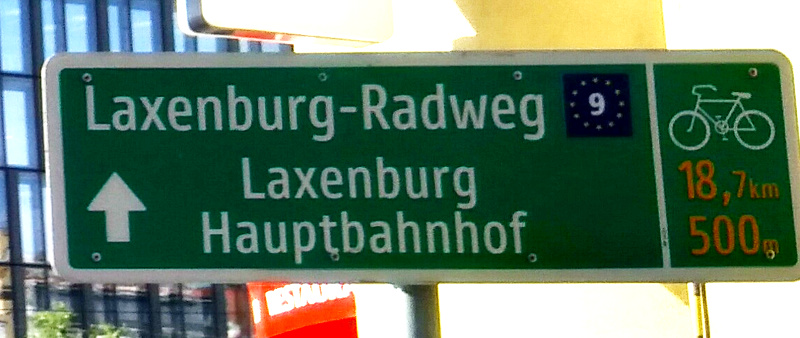 Laxenburg-Radweg 9
Laxenburg 18,7km
Hauptbahnhof 500m